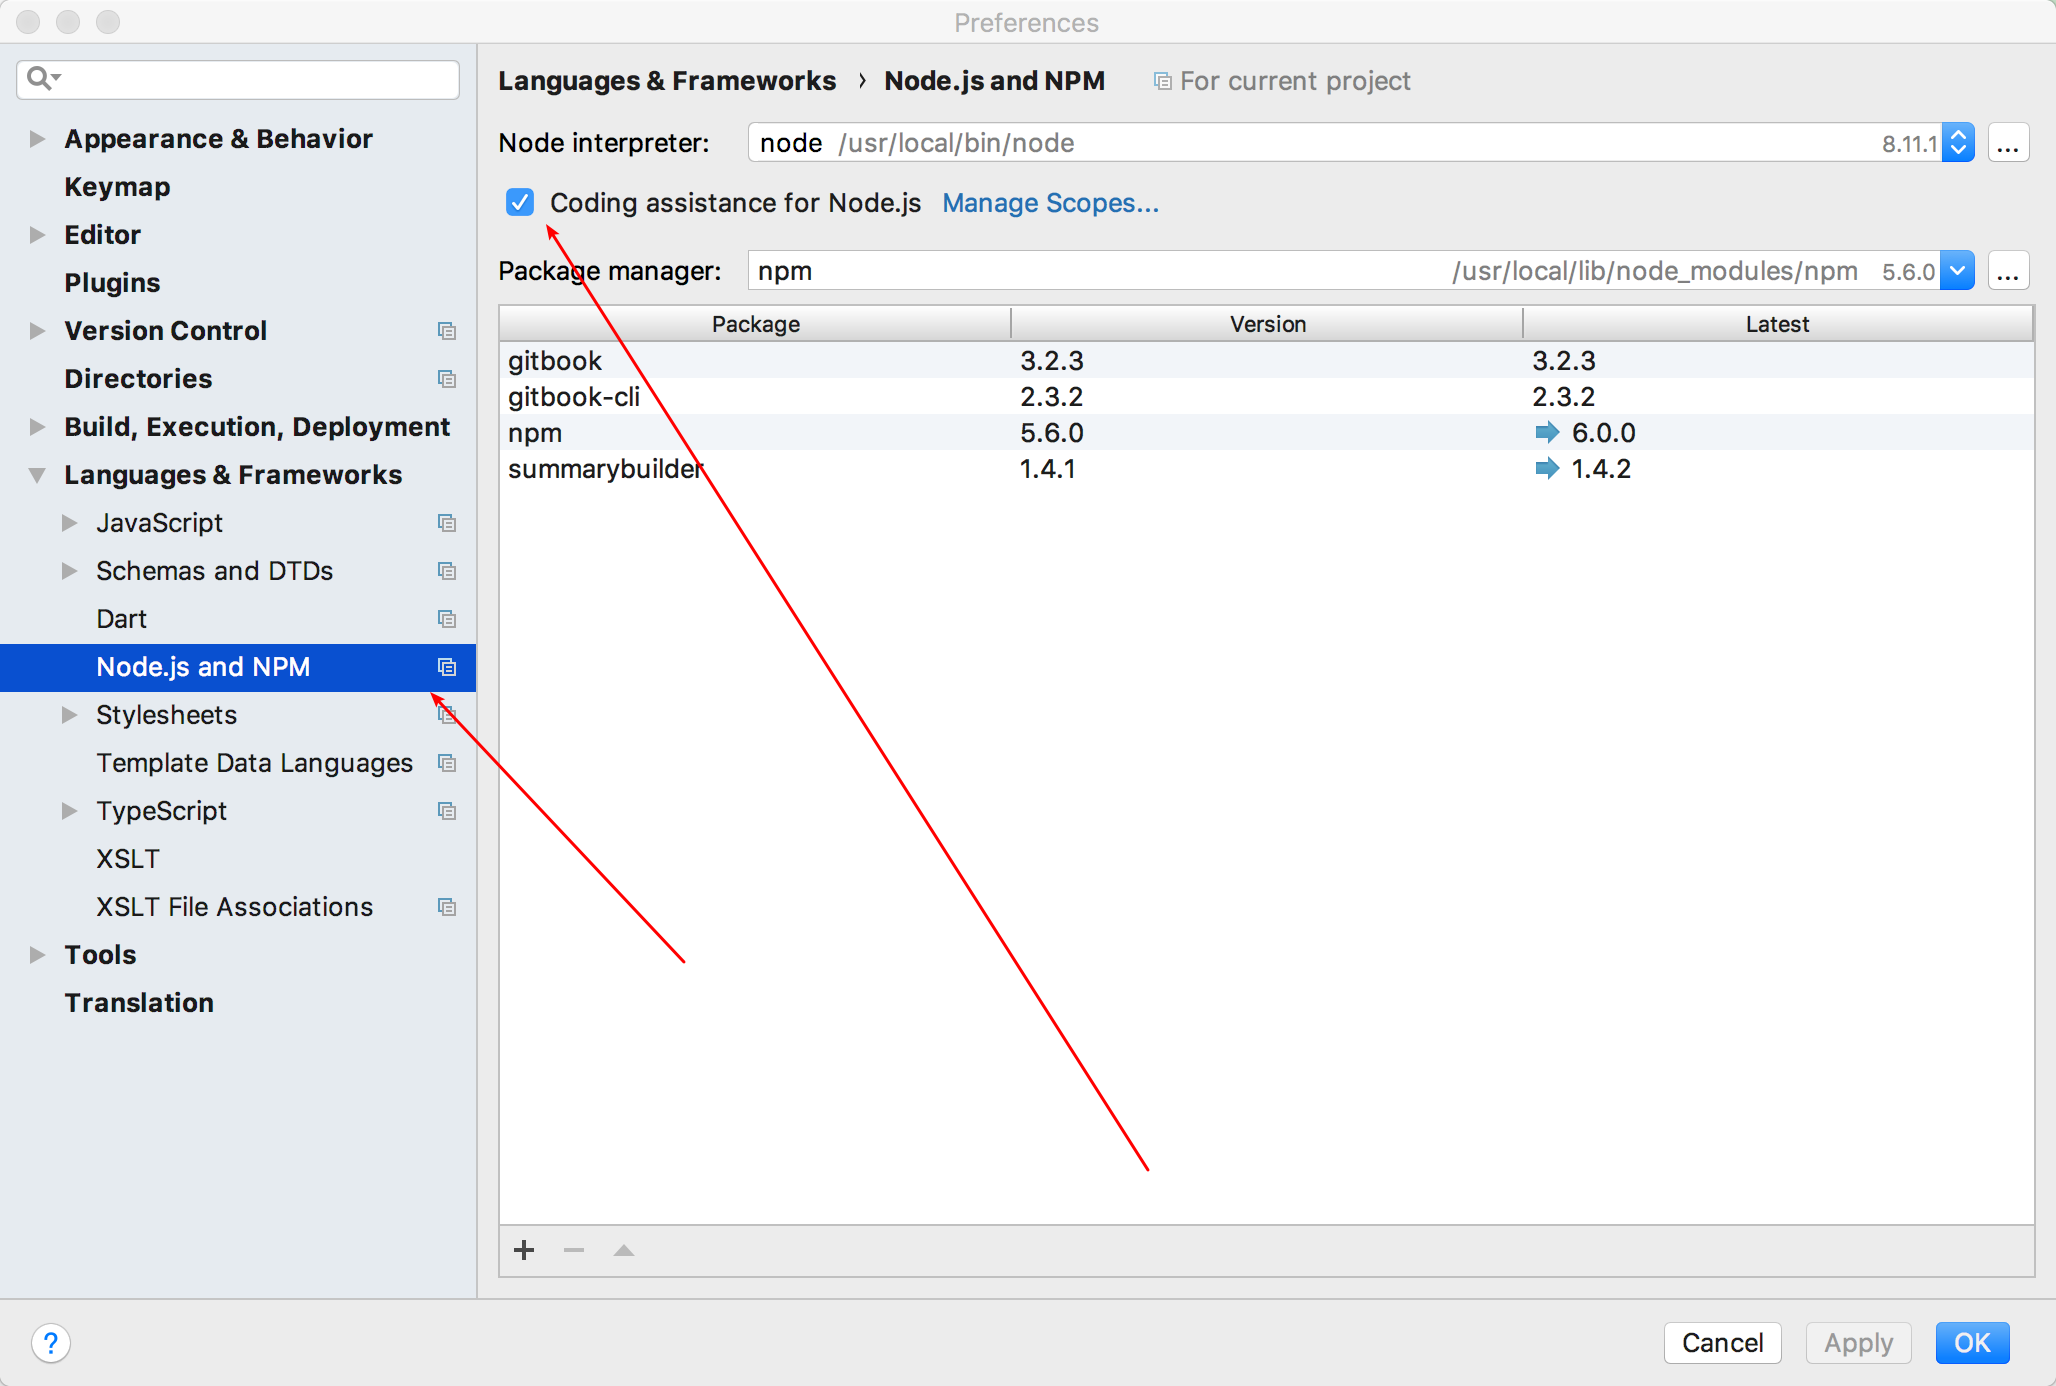 Preferences
Appearance & Behavior
Keymap
Editor
Plugins
Version Control
Directories
Build, Execution, Deployment
Languages & Frameworks
JavaScript
Schemas and DTDs
Dart
Node.js and NPM
Stylesheets
Template Data Languages
TypeScript
XSLT
XSLT File Associations
Tools
Translation
Languages & Frameworks › Node.js and NPM For current project
Node interpreter: node /usr/local/bin/node 8.11.1 ...
Coding assistance for Node.js Manage Scopes...
Package manager: npm /usr/local/lib/node_modules/npm 5.6.0 ...
Package Version Latest
gitbook 3.2.3 3.2.3
gitbook-cli 2.3.2 2.3.2
npm 5.6.0 6.0.0
summarybuilder 1.4.1 1.4.2
? Cancel Apply OK